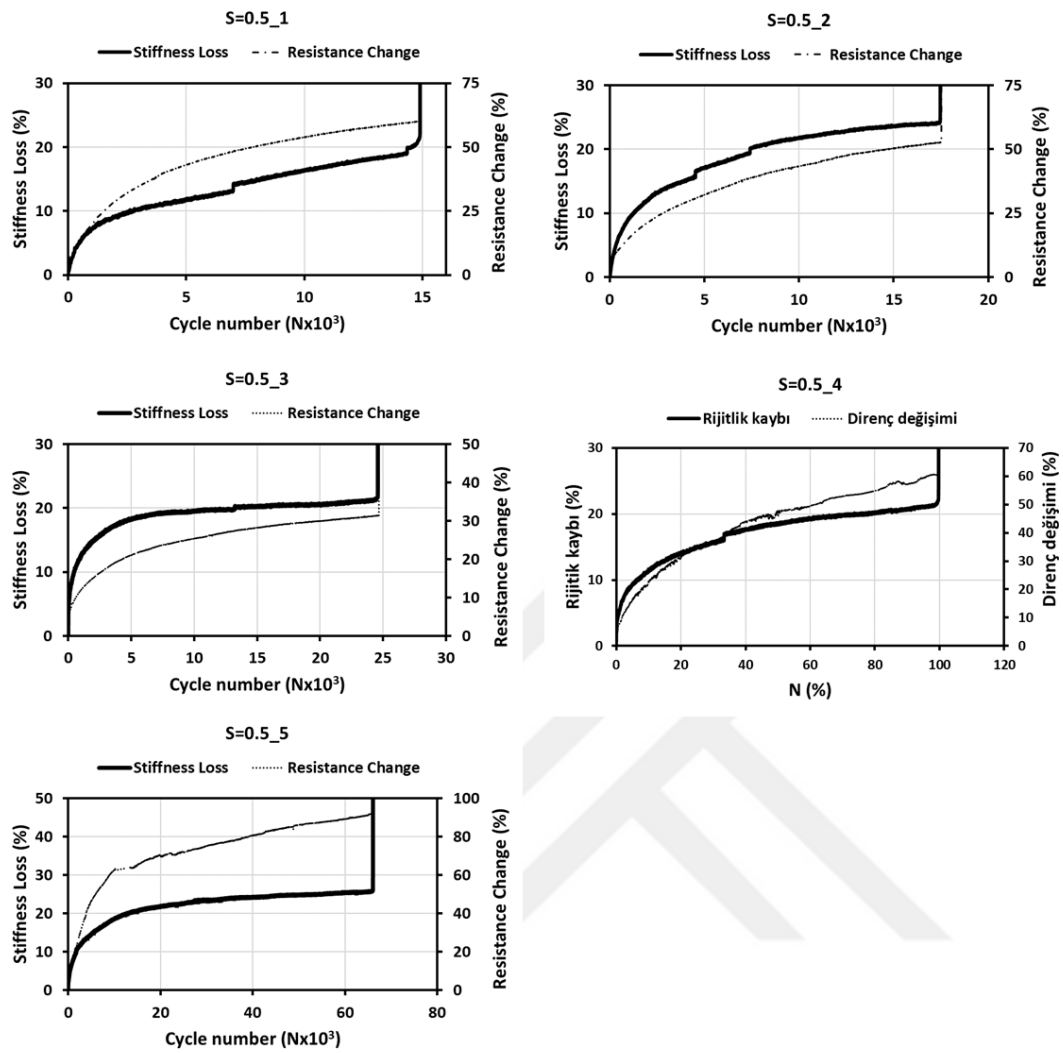 S=0.5_1
Stiffness Loss Resistance Change
30 75
20 50
10 25
0 0
0 5 10 15
Stiffness Loss (%)
Resistance Change (%)
Cycle number (Nx10³)
S=0.5_2
Stiffness Loss Resistance Change
30 75
20 50
10 25
0 0
0 5 10 15 20
Stiffness Loss (%)
Resistance Change (%)
Cycle number (Nx10³)
S=0.5_3
Stiffness Loss Resistance Change
30 50
40
20 30
10 20
10
0 0
0 5 10 15 20 25 30
Stiffness Loss (%)
Resistance Change (%)
Cycle number (Nx10³)
S=0.5_4
Rijitlik kaybı Direnç değişimi
30 70
60
20 50
40
10 30
20
10
0 0
0 20 40 60 80 100 120
Rijitik kaybı (%)
Direnç değişimi (%)
N (%)
S=0.5_5
Stiffness Loss Resistance Change
50 100
40 80
30 60
20 40
10 20
0 0
0 20 40 60 80
Stiffness Loss (%)
Resistance Change (%)
Cycle number (Nx10³)